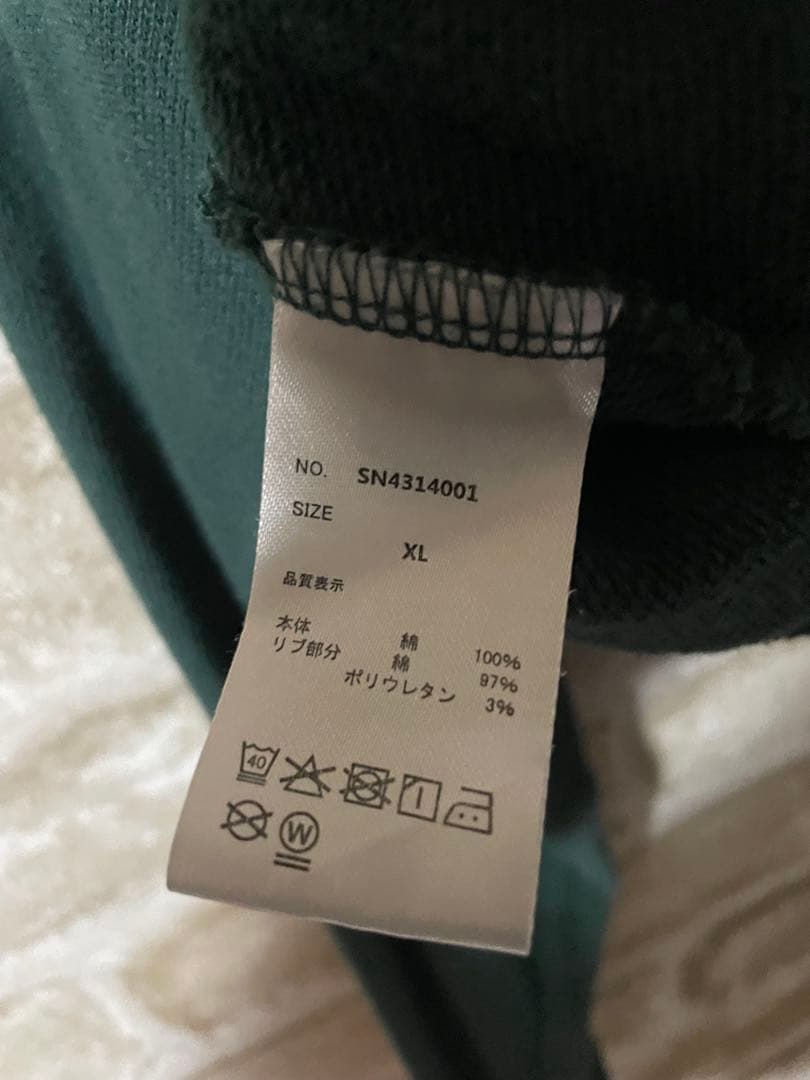 NO. SN4314001
SIZE
XL
品質表示
本体 綿 100%
リブ部分 綿 97%
ポリウレタン 3%
40
W